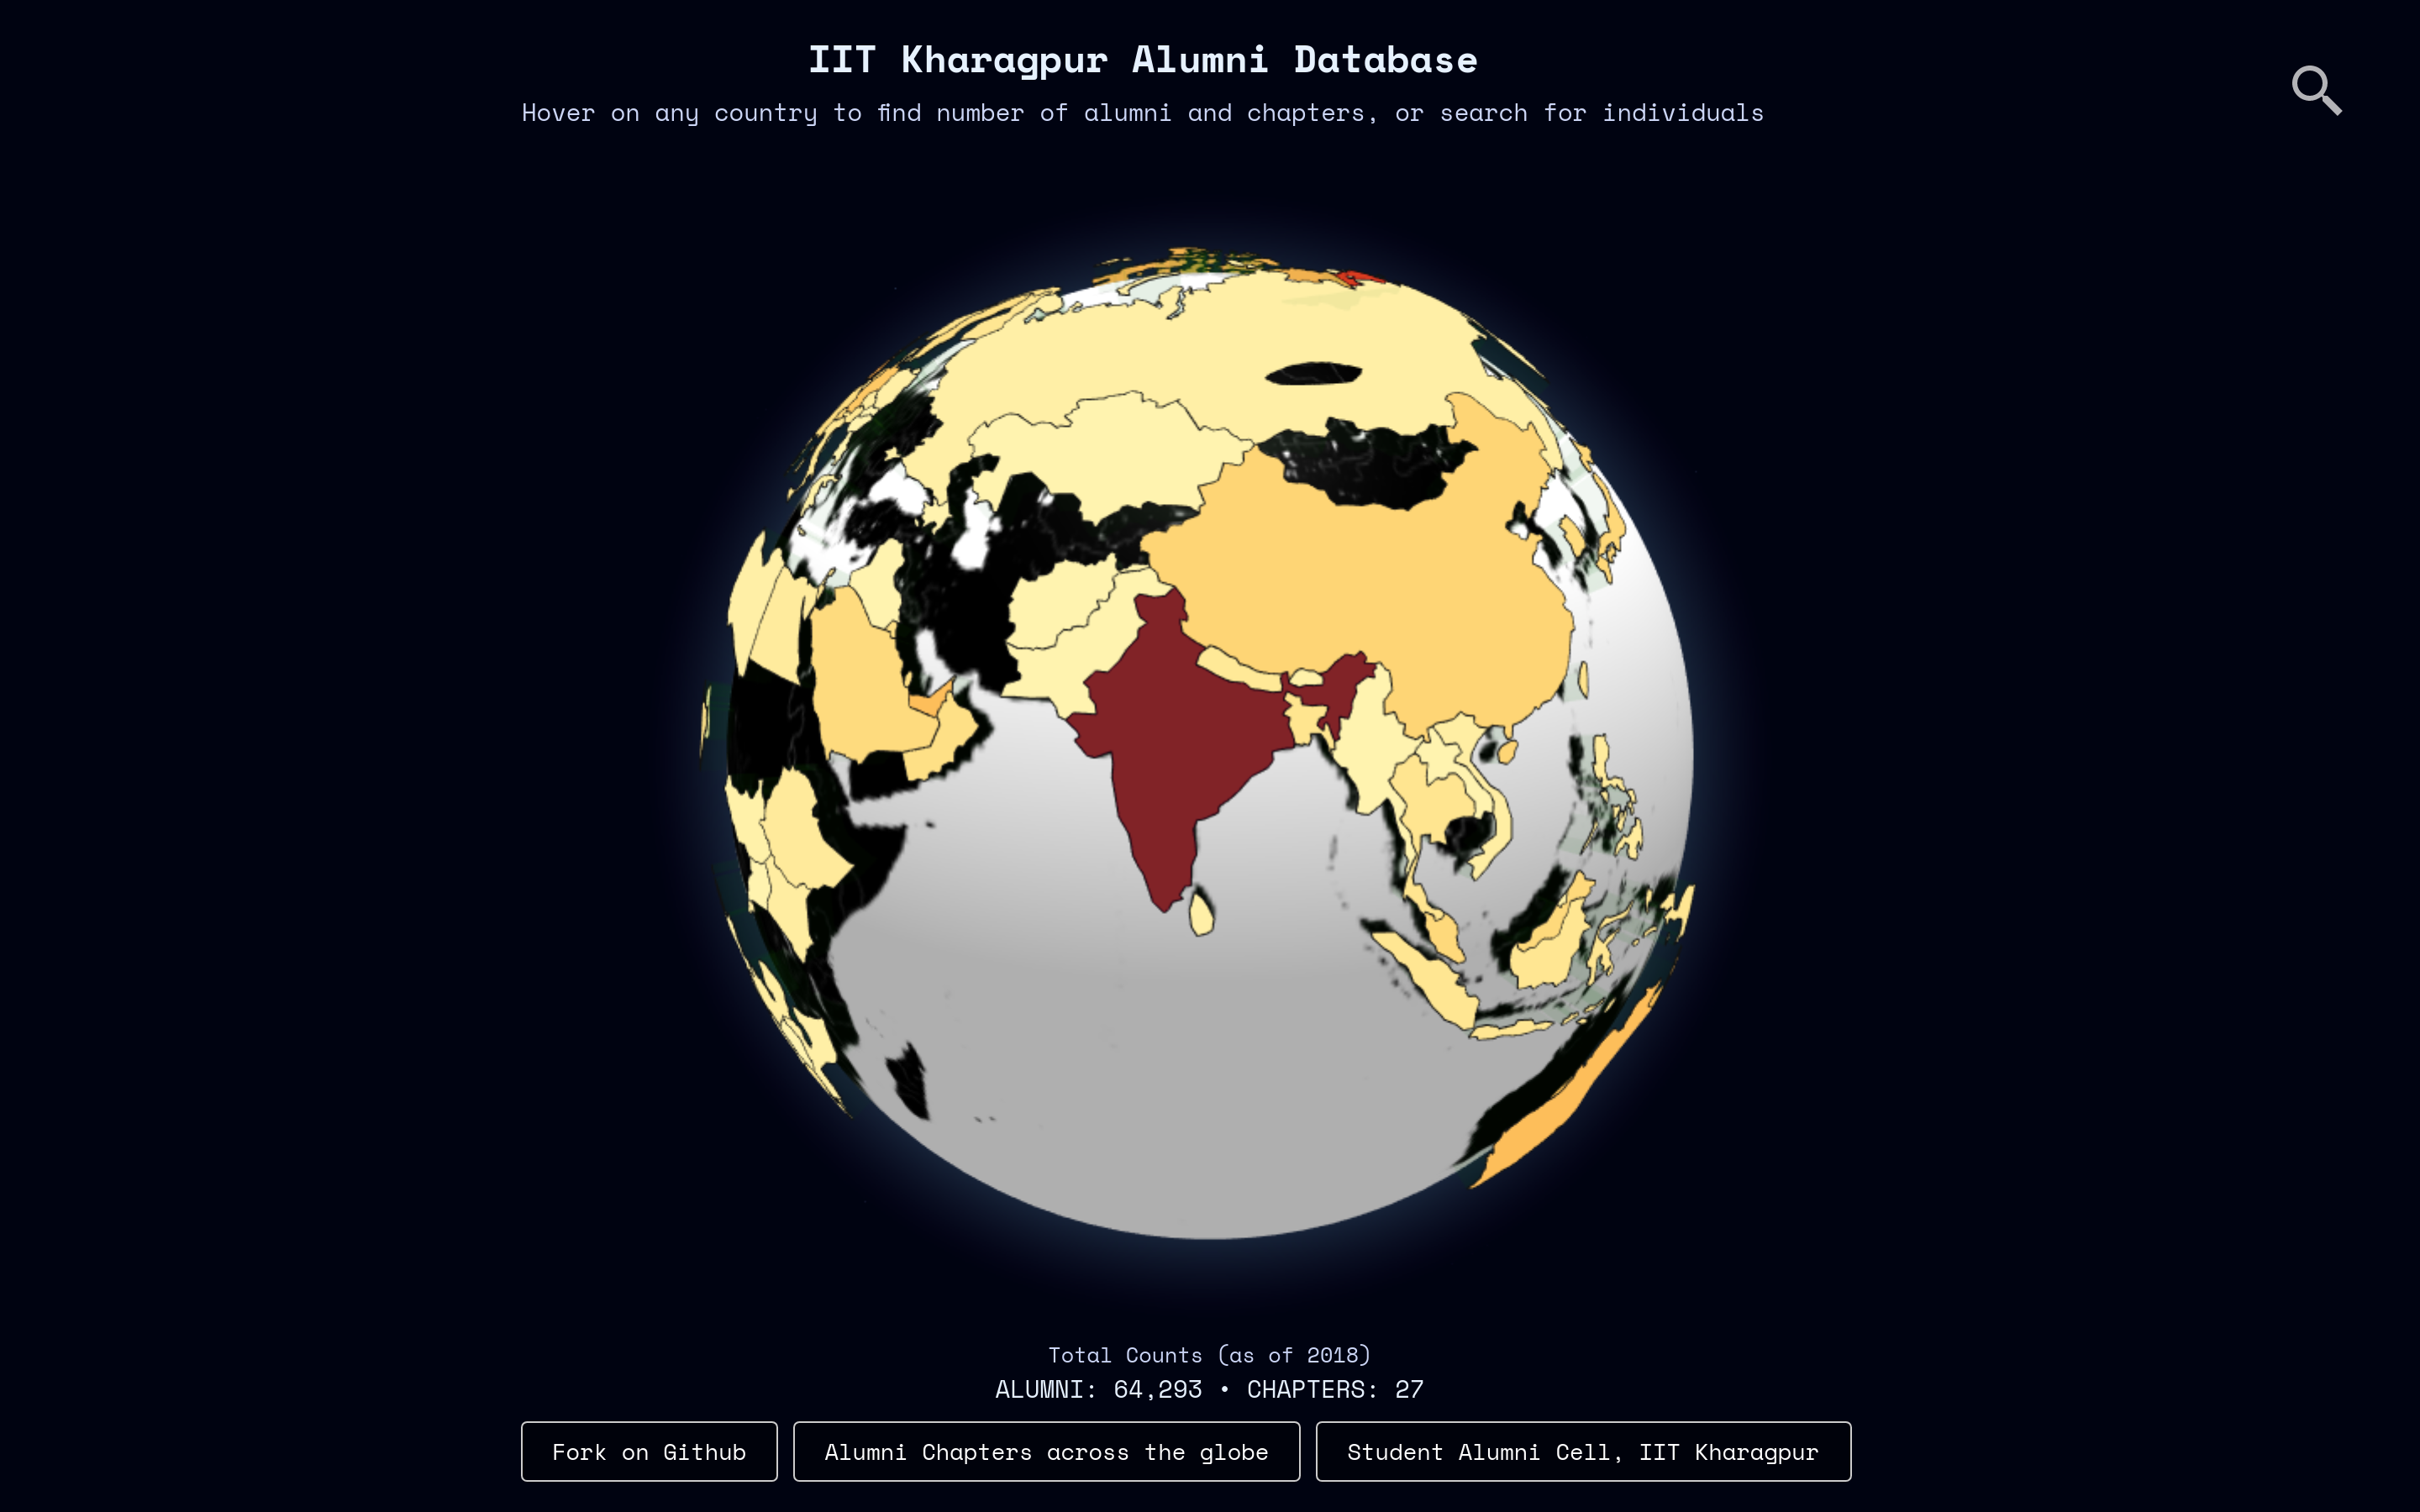 IIT Kharagpur Alumni Database
Hover on any country to find number of alumni and chapters, or search for individuals
Total Counts (as of 2018)
ALUMNI: 64,293 • CHAPTERS: 27
Fork on Github
Alumni Chapters across the globe
Student Alumni Cell, IIT Kharagpur